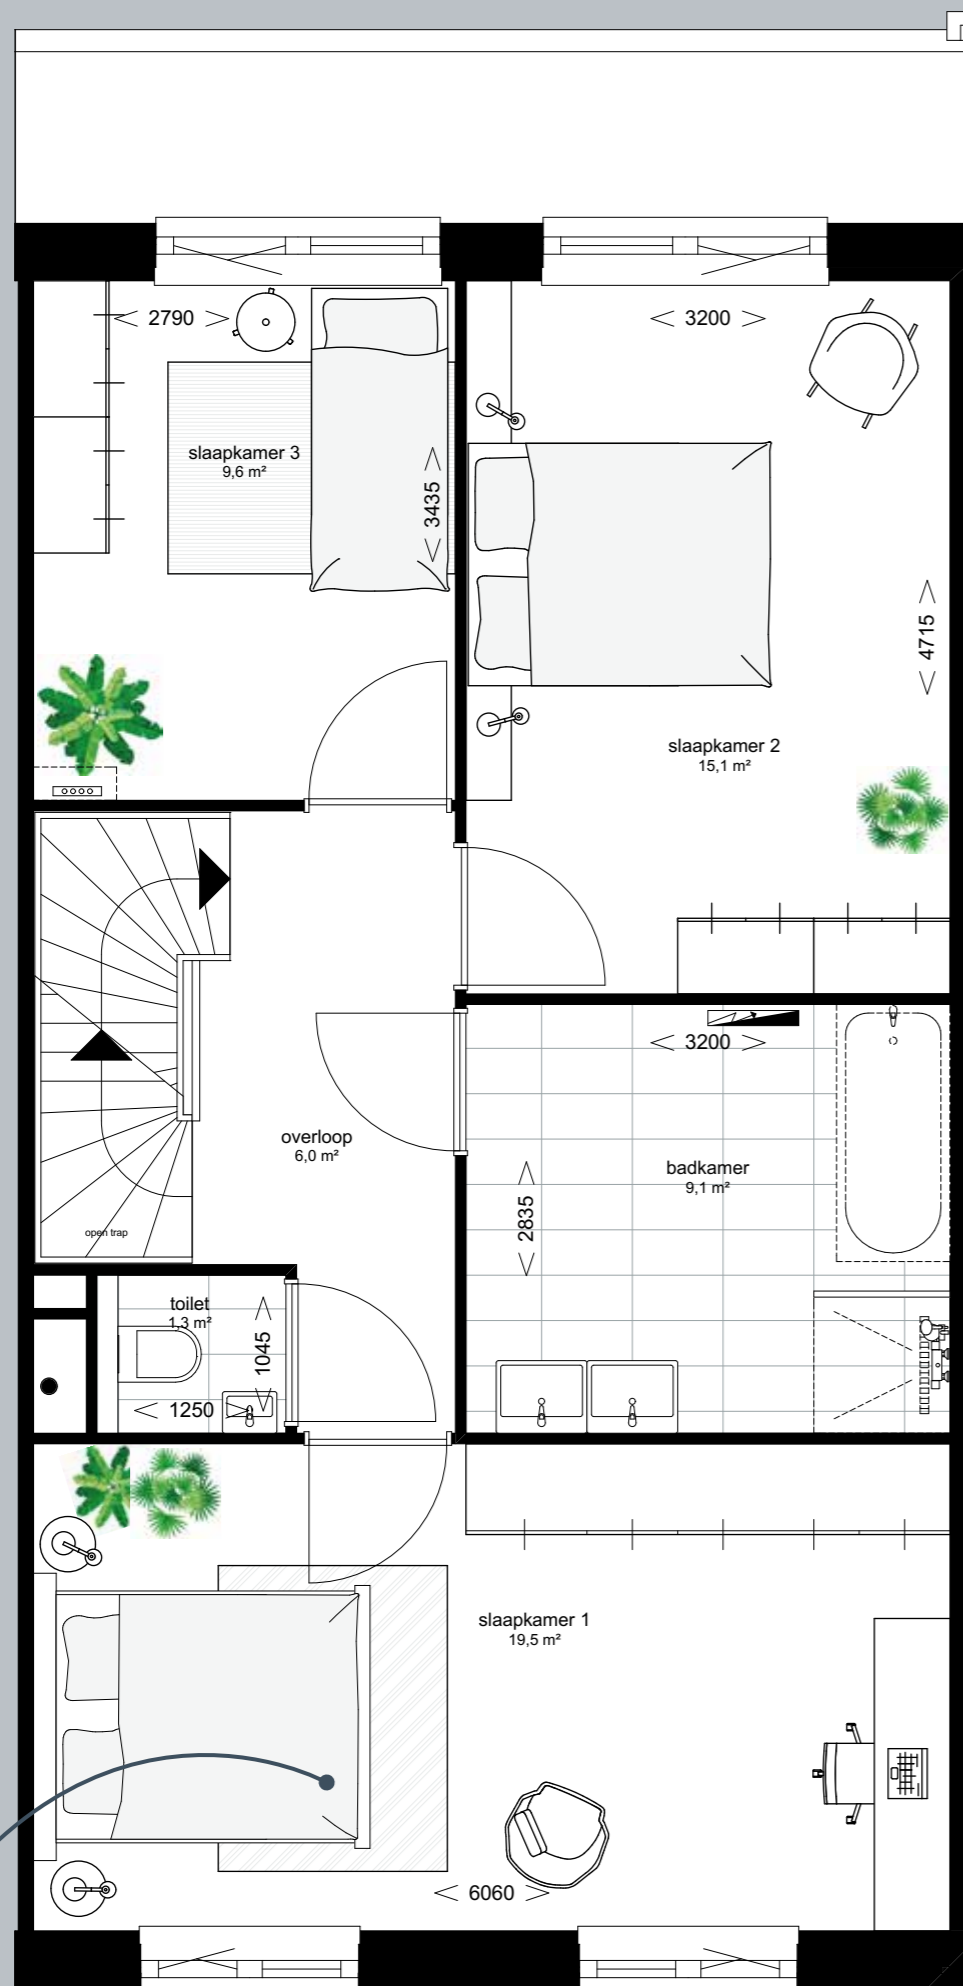 2790
3200
slaapkamer 3
9,6 m²
3435
4715
slaapkamer 2
15,1 m²
3200
overloop
6,0 m²
badkamer
9,1 m²
2835
open trap
toilet
1,3 m²
1045
1250
slaapkamer 1
19,5 m²
6060